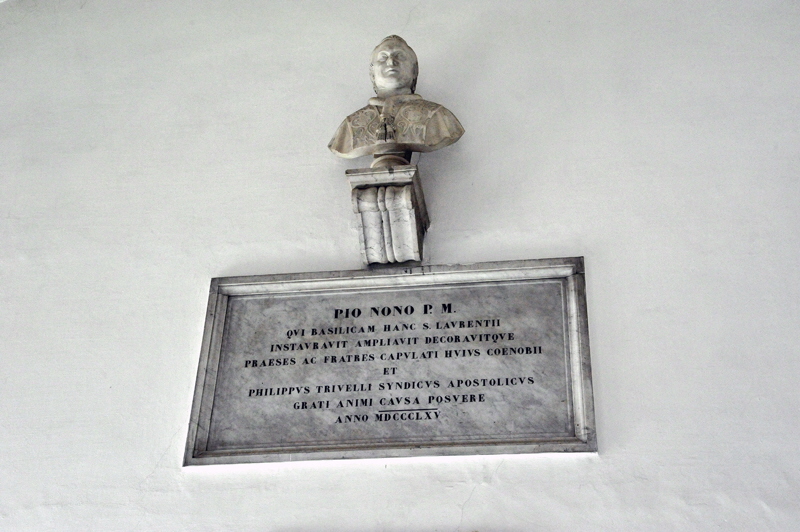 PIO NONO P. M.
QVI BASILICAM HANC S. LAVRENTII
INSTAVRAVIT AMPLIAVIT DECORAVITQVE
PRAESES AC FRATRES CAPVLATI HVIVS COENOBII
ET
PHILIPPVS TRIVELLI SYNDICVS APOSTOLICVS
GRATI ANIMI CAVSA POSVERE
ANNO MDCCCLXV